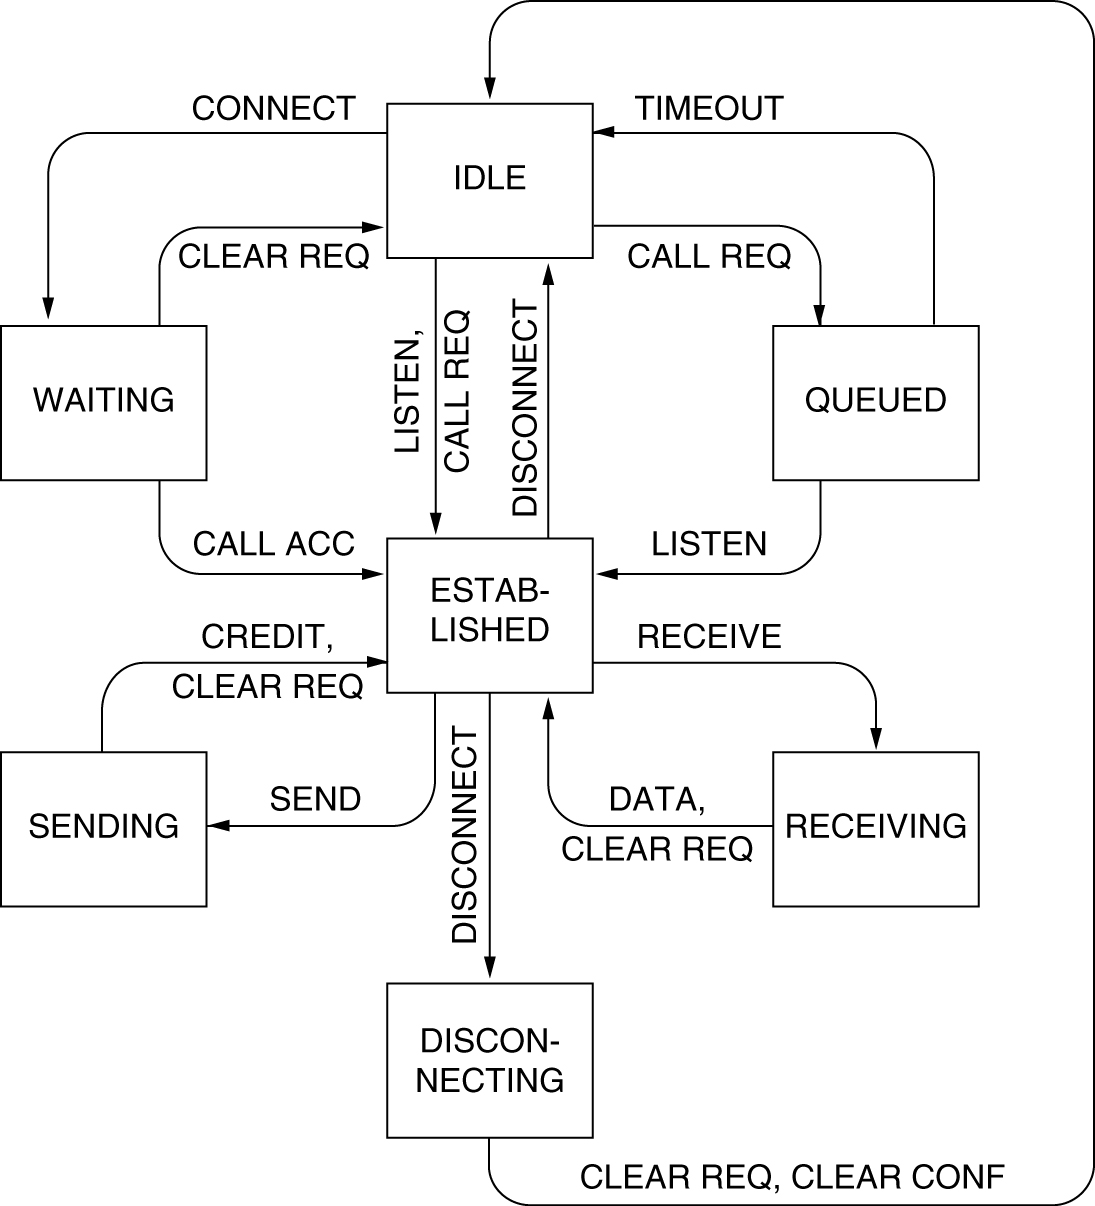 CONNECT
TIMEOUT
IDLE
CLEAR REQ
CALL REQ
LISTEN,
CALL REQ
DISCONNECT
WAITING
QUEUED
CALL ACC
LISTEN
ESTAB-
LISHED
CREDIT,
CLEAR REQ
RECEIVE
SEND
DISCONNECT
DATA,
CLEAR REQ
SENDING
RECEIVING
DISCON-
NECTING
CLEAR REQ, CLEAR CONF